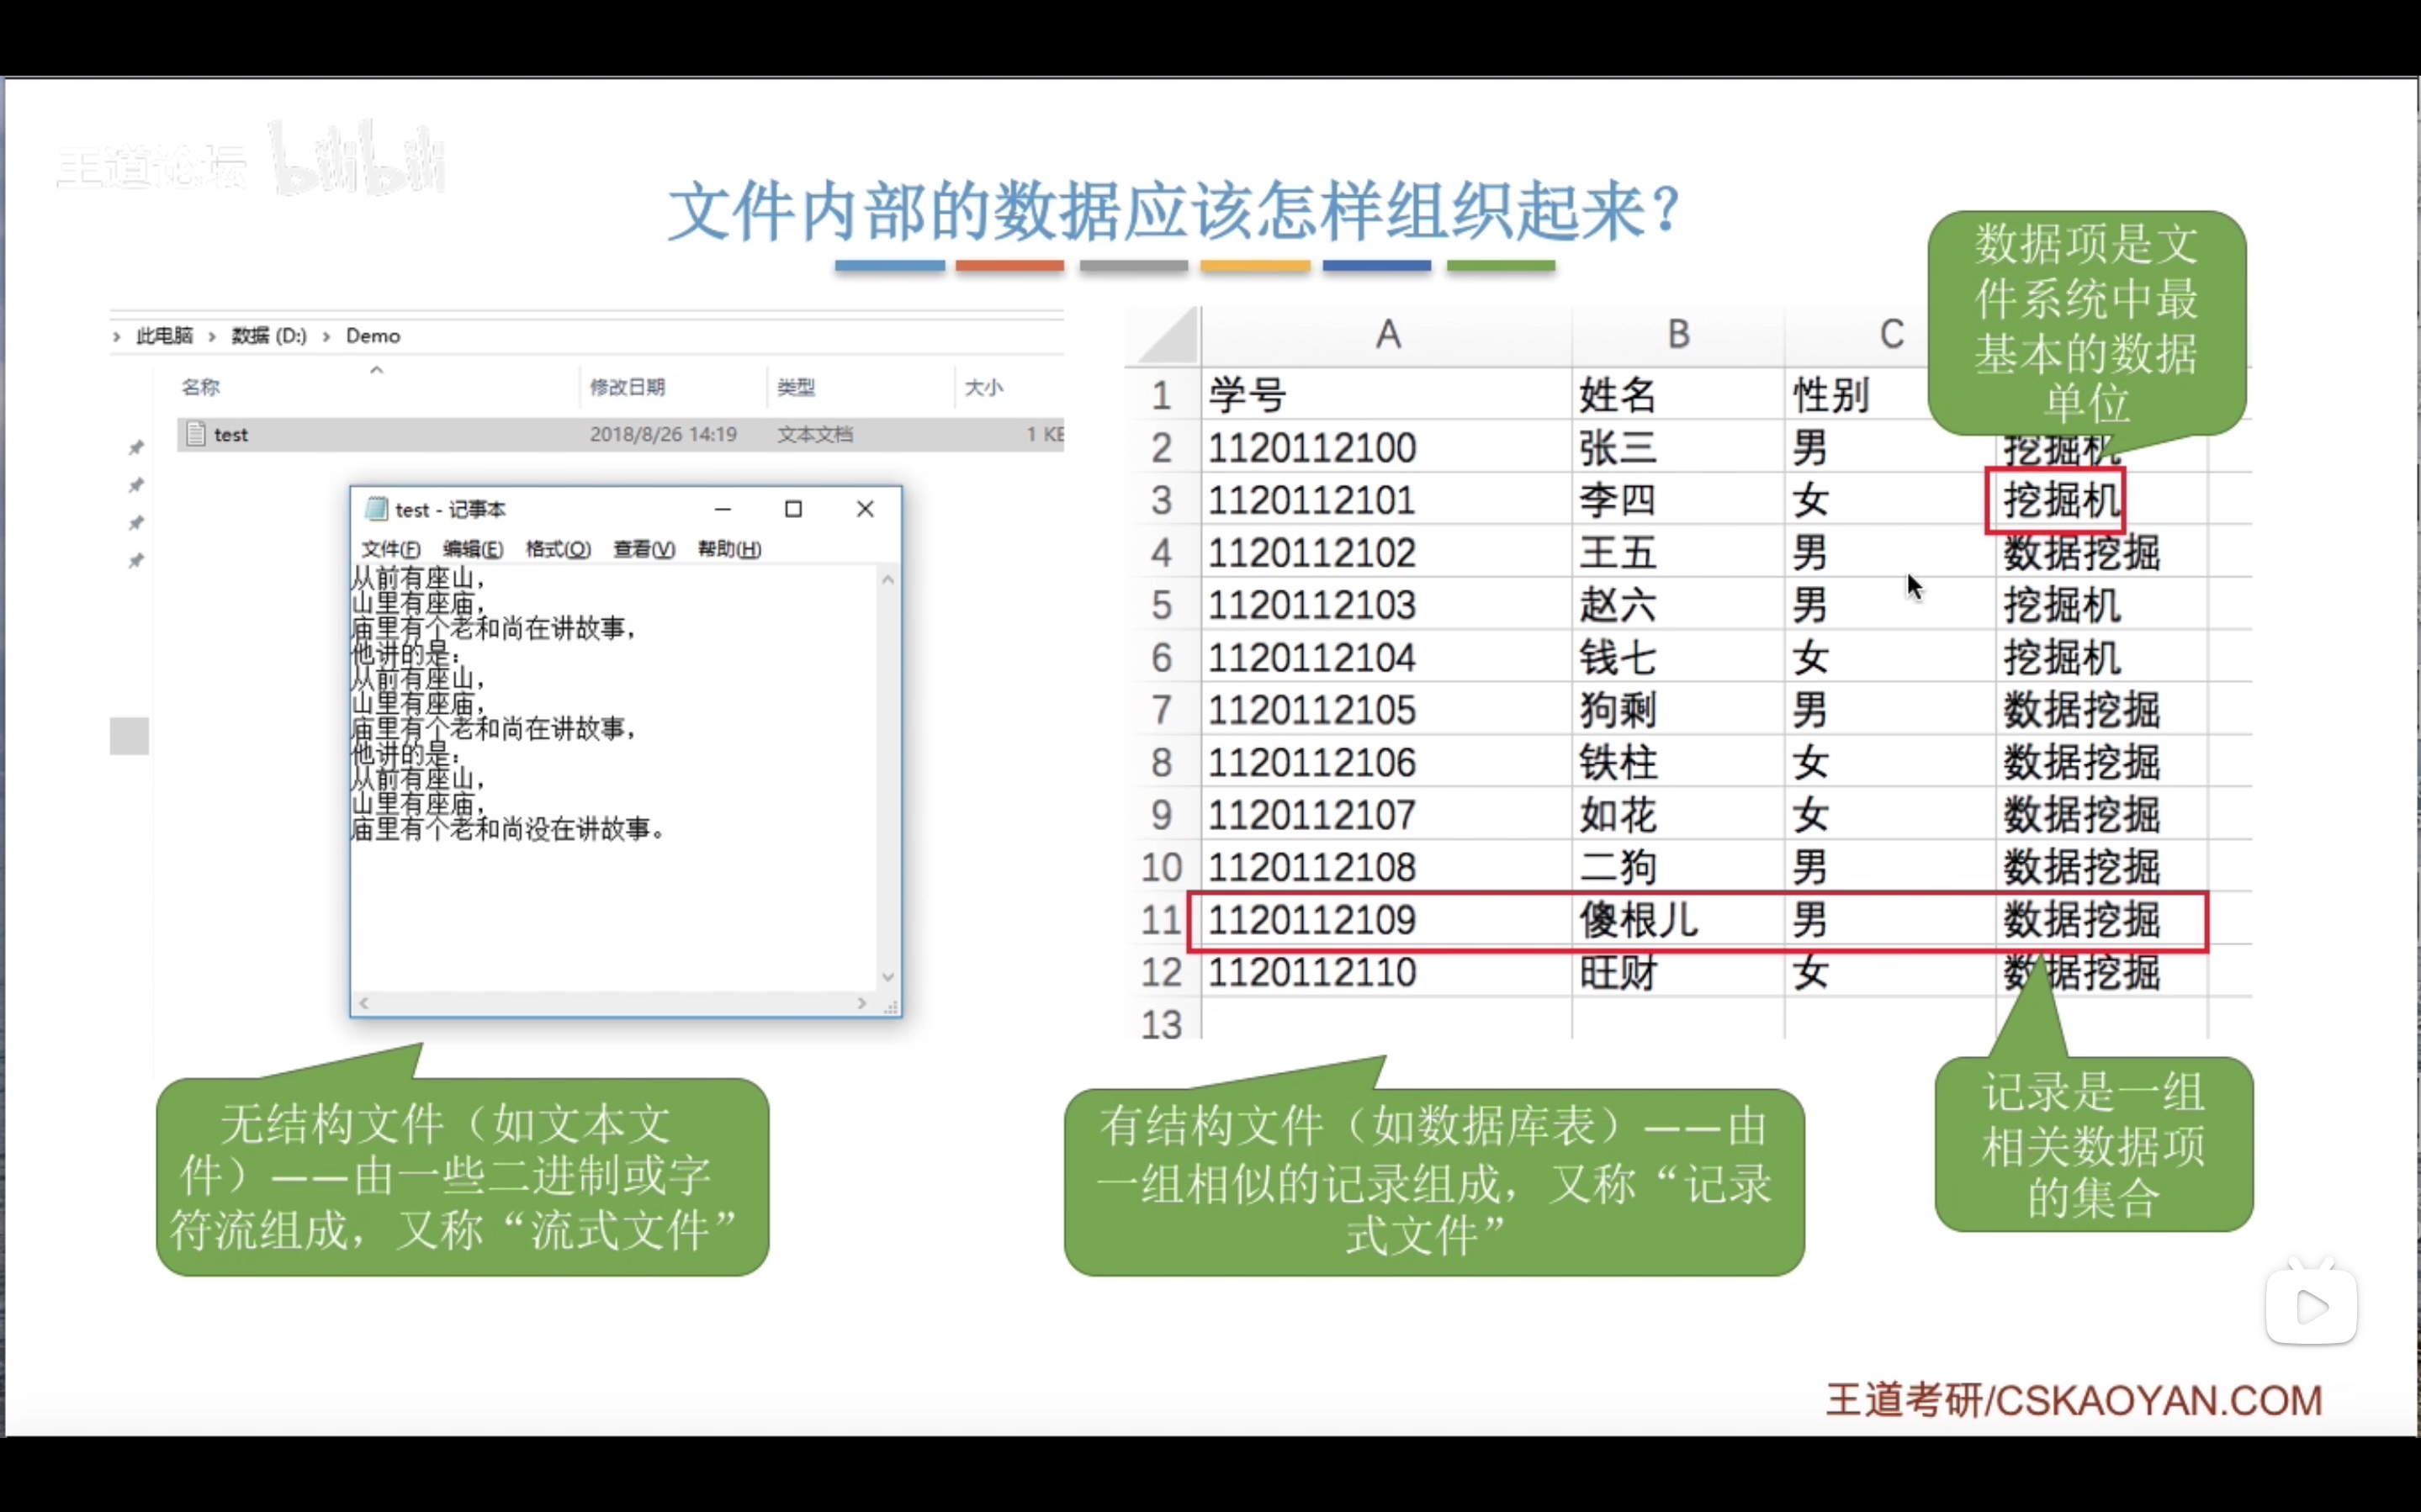 王道论坛 bilibili
文件内部的数据应该怎样组织起来？
› 此电脑 › 数据 (D:) › Demo
名称 修改日期 类型 大小
test 2018/8/26 14:19 文本文档 1 KB
test - 记事本
文件(F) 编辑(E) 格式(O) 查看(V) 帮助(H)
从前有座山，
山里有座庙，
庙里有个老和尚在讲故事，
他讲的是：
从前有座山，
山里有座庙，
庙里有个老和尚在讲故事，
他讲的是：
从前有座山，
山里有座庙，
庙里有个老和尚没在讲故事。
无结构文件（如文本文
件）——由一些二进制或字
符流组成，又称“流式文件”
A B C
1 学号 姓名 性别
2 1120112100 张三 男 挖掘机
3 1120112101 李四 女 挖掘机
4 1120112102 王五 男 数据挖掘
5 1120112103 赵六 男 挖掘机
6 1120112104 钱七 女 挖掘机
7 1120112105 狗剩 男 数据挖掘
8 1120112106 铁柱 女 数据挖掘
9 1120112107 如花 女 数据挖掘
10 1120112108 二狗 男 数据挖掘
11 1120112109 傻根儿 男 数据挖掘
12 1120112110 旺财 女 数据挖掘
13
数据项是文
件系统中最
基本的数据
单位
有结构文件（如数据库表）——由
一组相似的记录组成，又称“记录
式文件”
记录是一组
相关数据项
的集合
王道考研/CSKAOYAN.COM